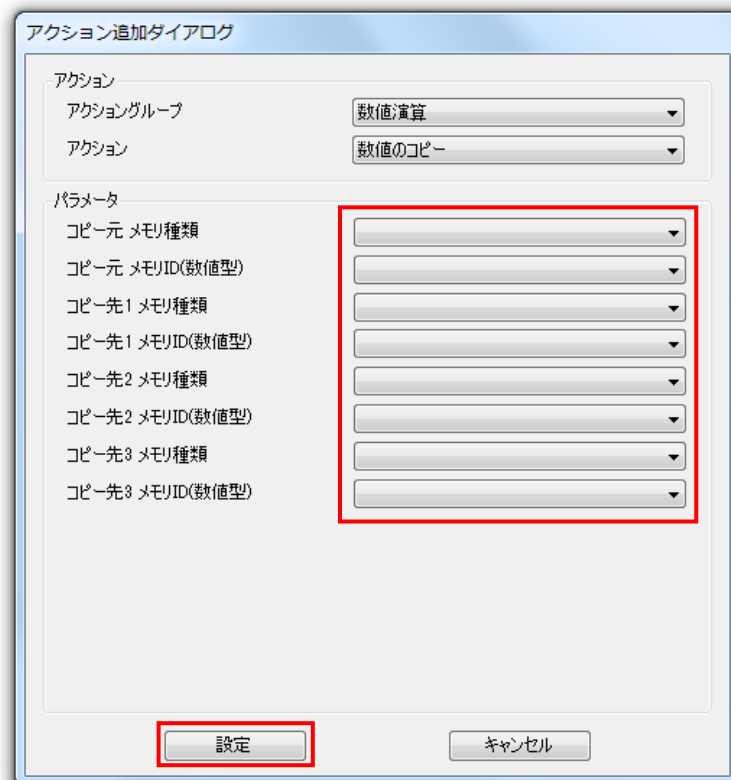 アクション追加ダイアログ
アクション
アクショングループ 数値演算
アクション 数値のコピー
パラメータ
コピー元 メモリ種類
コピー元 メモリID(数値型)
コピー先1 メモリ種類
コピー先1 メモリID(数値型)
コピー先2 メモリ種類
コピー先2 メモリID(数値型)
コピー先3 メモリ種類
コピー先3 メモリID(数値型)
設定 キャンセル